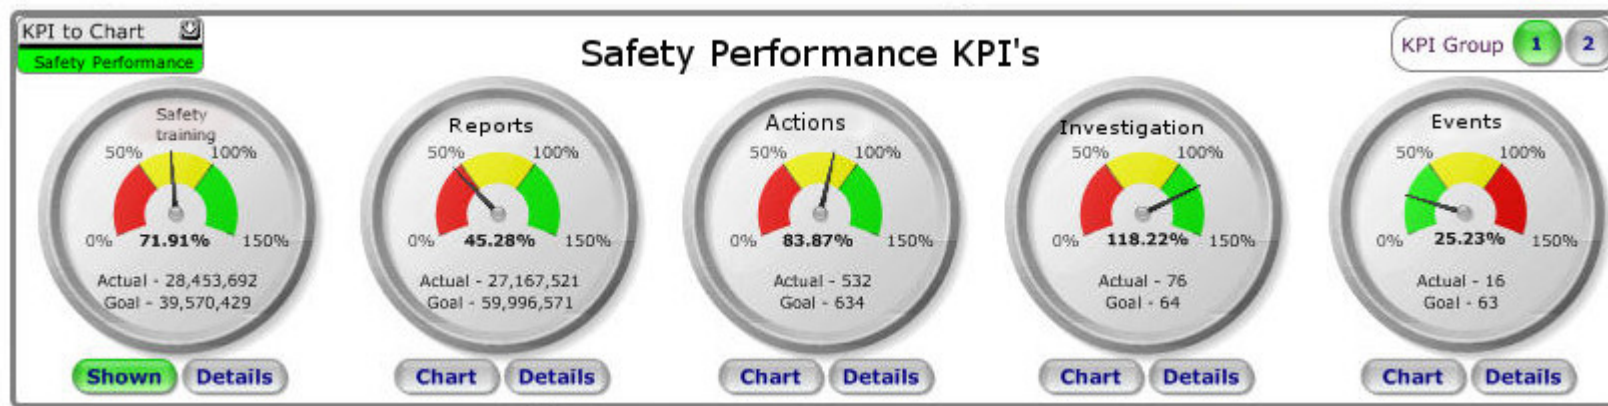 KPI to Chart
Safety Performance
Safety Performance KPI's
KPI Group 1 2
Safety
training
50% 100%
0% 71.91% 150%
Actual - 28,453,692
Goal - 39,570,429
Shown Details
Reports
50% 100%
0% 45.28% 150%
Actual - 27,167,521
Goal - 59,996,571
Chart Details
Actions
50% 100%
0% 83.87% 150%
Actual - 532
Goal - 634
Chart Details
Investigation
50% 100%
0% 118.22% 150%
Actual - 76
Goal - 64
Chart Details
Events
50% 100%
0% 25.23% 150%
Actual - 16
Goal - 63
Chart Details